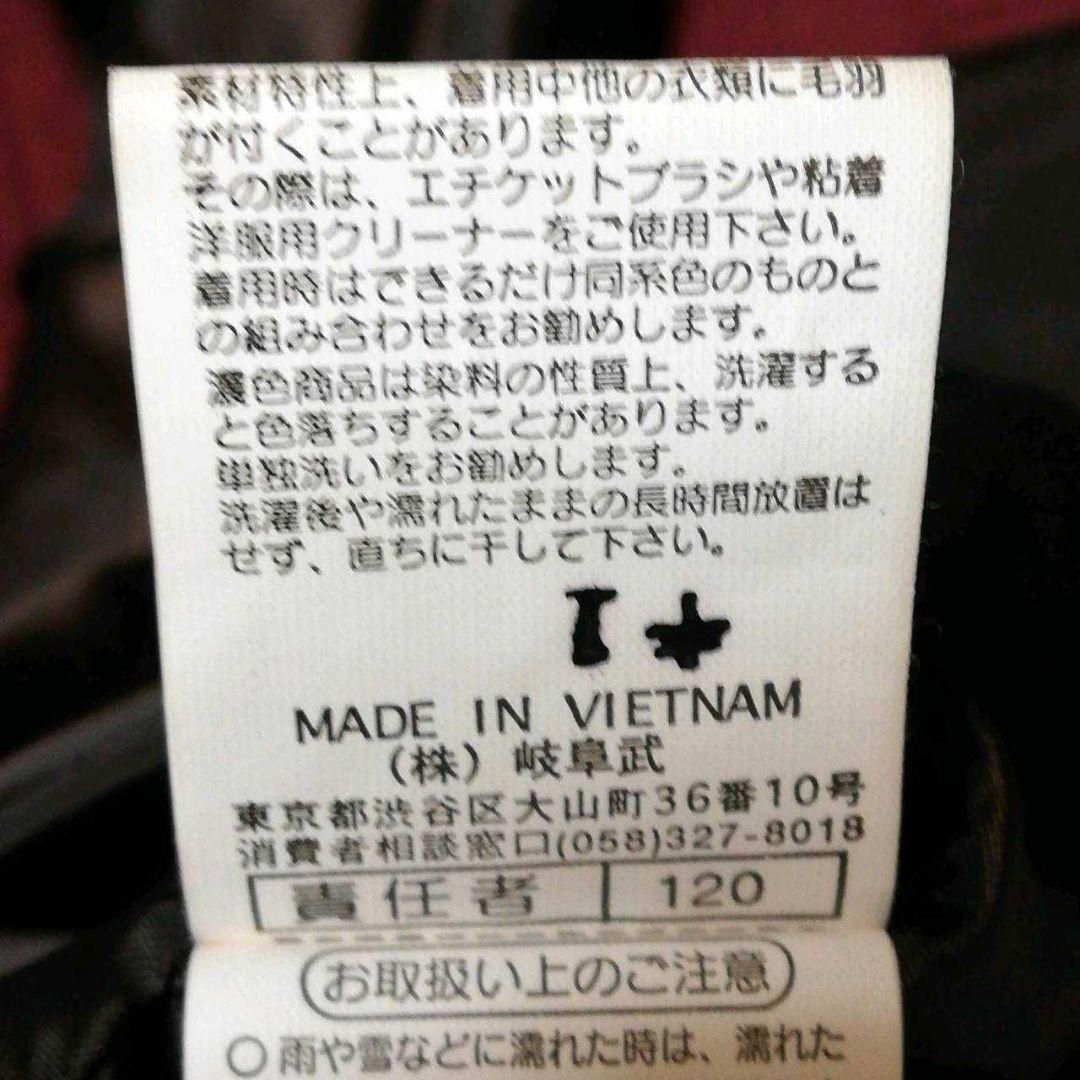 素材特性上、着用中他の衣類に毛羽
が付くことがあります。
その際は、エチケットブラシや粘着
洋服用クリーナーをご使用下さい。
着用時はできるだけ同系色のものと
の組み合わせをお勧めします。
濃色商品は染料の性質上、洗濯する
と色落ちすることがあります。
単独洗いをお勧めします。
洗濯後や濡れたままの長時間放置は
せず、直ちに干して下さい。
MADE IN VIETNAM
(株) 岐阜武
東京都渋谷区大山町36番10号
消費者相談窓口(058)327-8018
責任者 120
お取扱い上のご注意
○ 雨や雪などに濡れた時は、濡れた